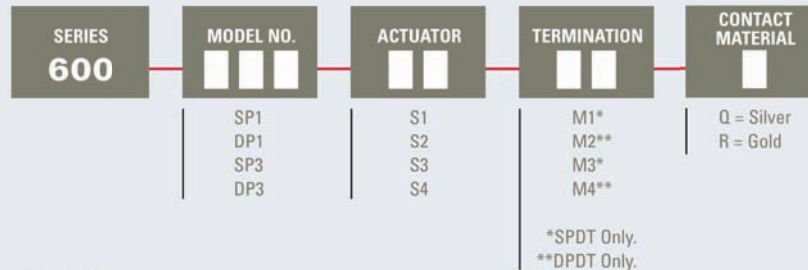 SERIES
600
MODEL NO.
ACTUATOR
TERMINATION
CONTACT
MATERIAL
SP1
DP1
SP3
DP3
S1
S2
S3
S4
M1*
M2**
M3*
M4**
*SPDT Only.
**DPDT Only.
Q = Silver
R = Gold